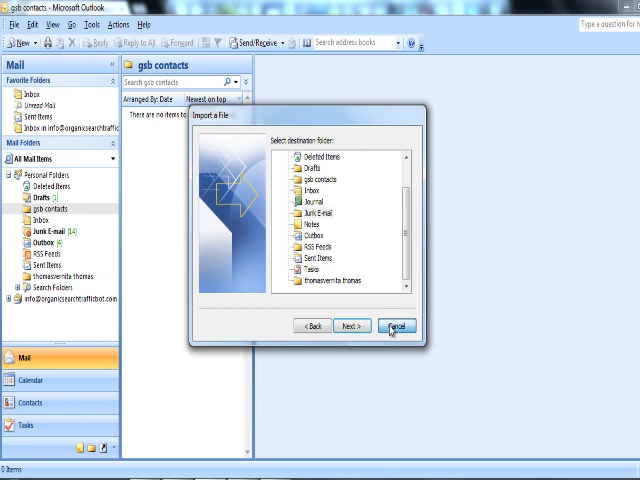 gsb contacts - Microsoft Outlook
File Edit View Go Tools Actions Help
Type a question for h
New Reply Reply to All Forward Send/Receive Search address books
Mail
Favorite Folders
Inbox
Unread Mail
Sent Items
Inbox in info@organicsearchtraffic
Mail Folders
All Mail Items
Personal Folders
Deleted Items
Drafts [1]
gsb contacts
Inbox
Junk E-mail [14]
Outbox [4]
RSS Feeds
Sent Items
thomasvernita thomas
Search Folders
info@organicsearchtrafficbot.com
Mail
Calendar
Contacts
Tasks
0 Items
gsb contacts
Search gsb contacts
Arranged By: Date Newest on top
There are no items to
Import a File
Select destination folder:
Deleted Items
Drafts
gsb contacts
Inbox
Journal
Junk E-mail
Notes
Outbox
RSS Feeds
Sent Items
Tasks
thomasvernita thomas
< Back Next > Cancel